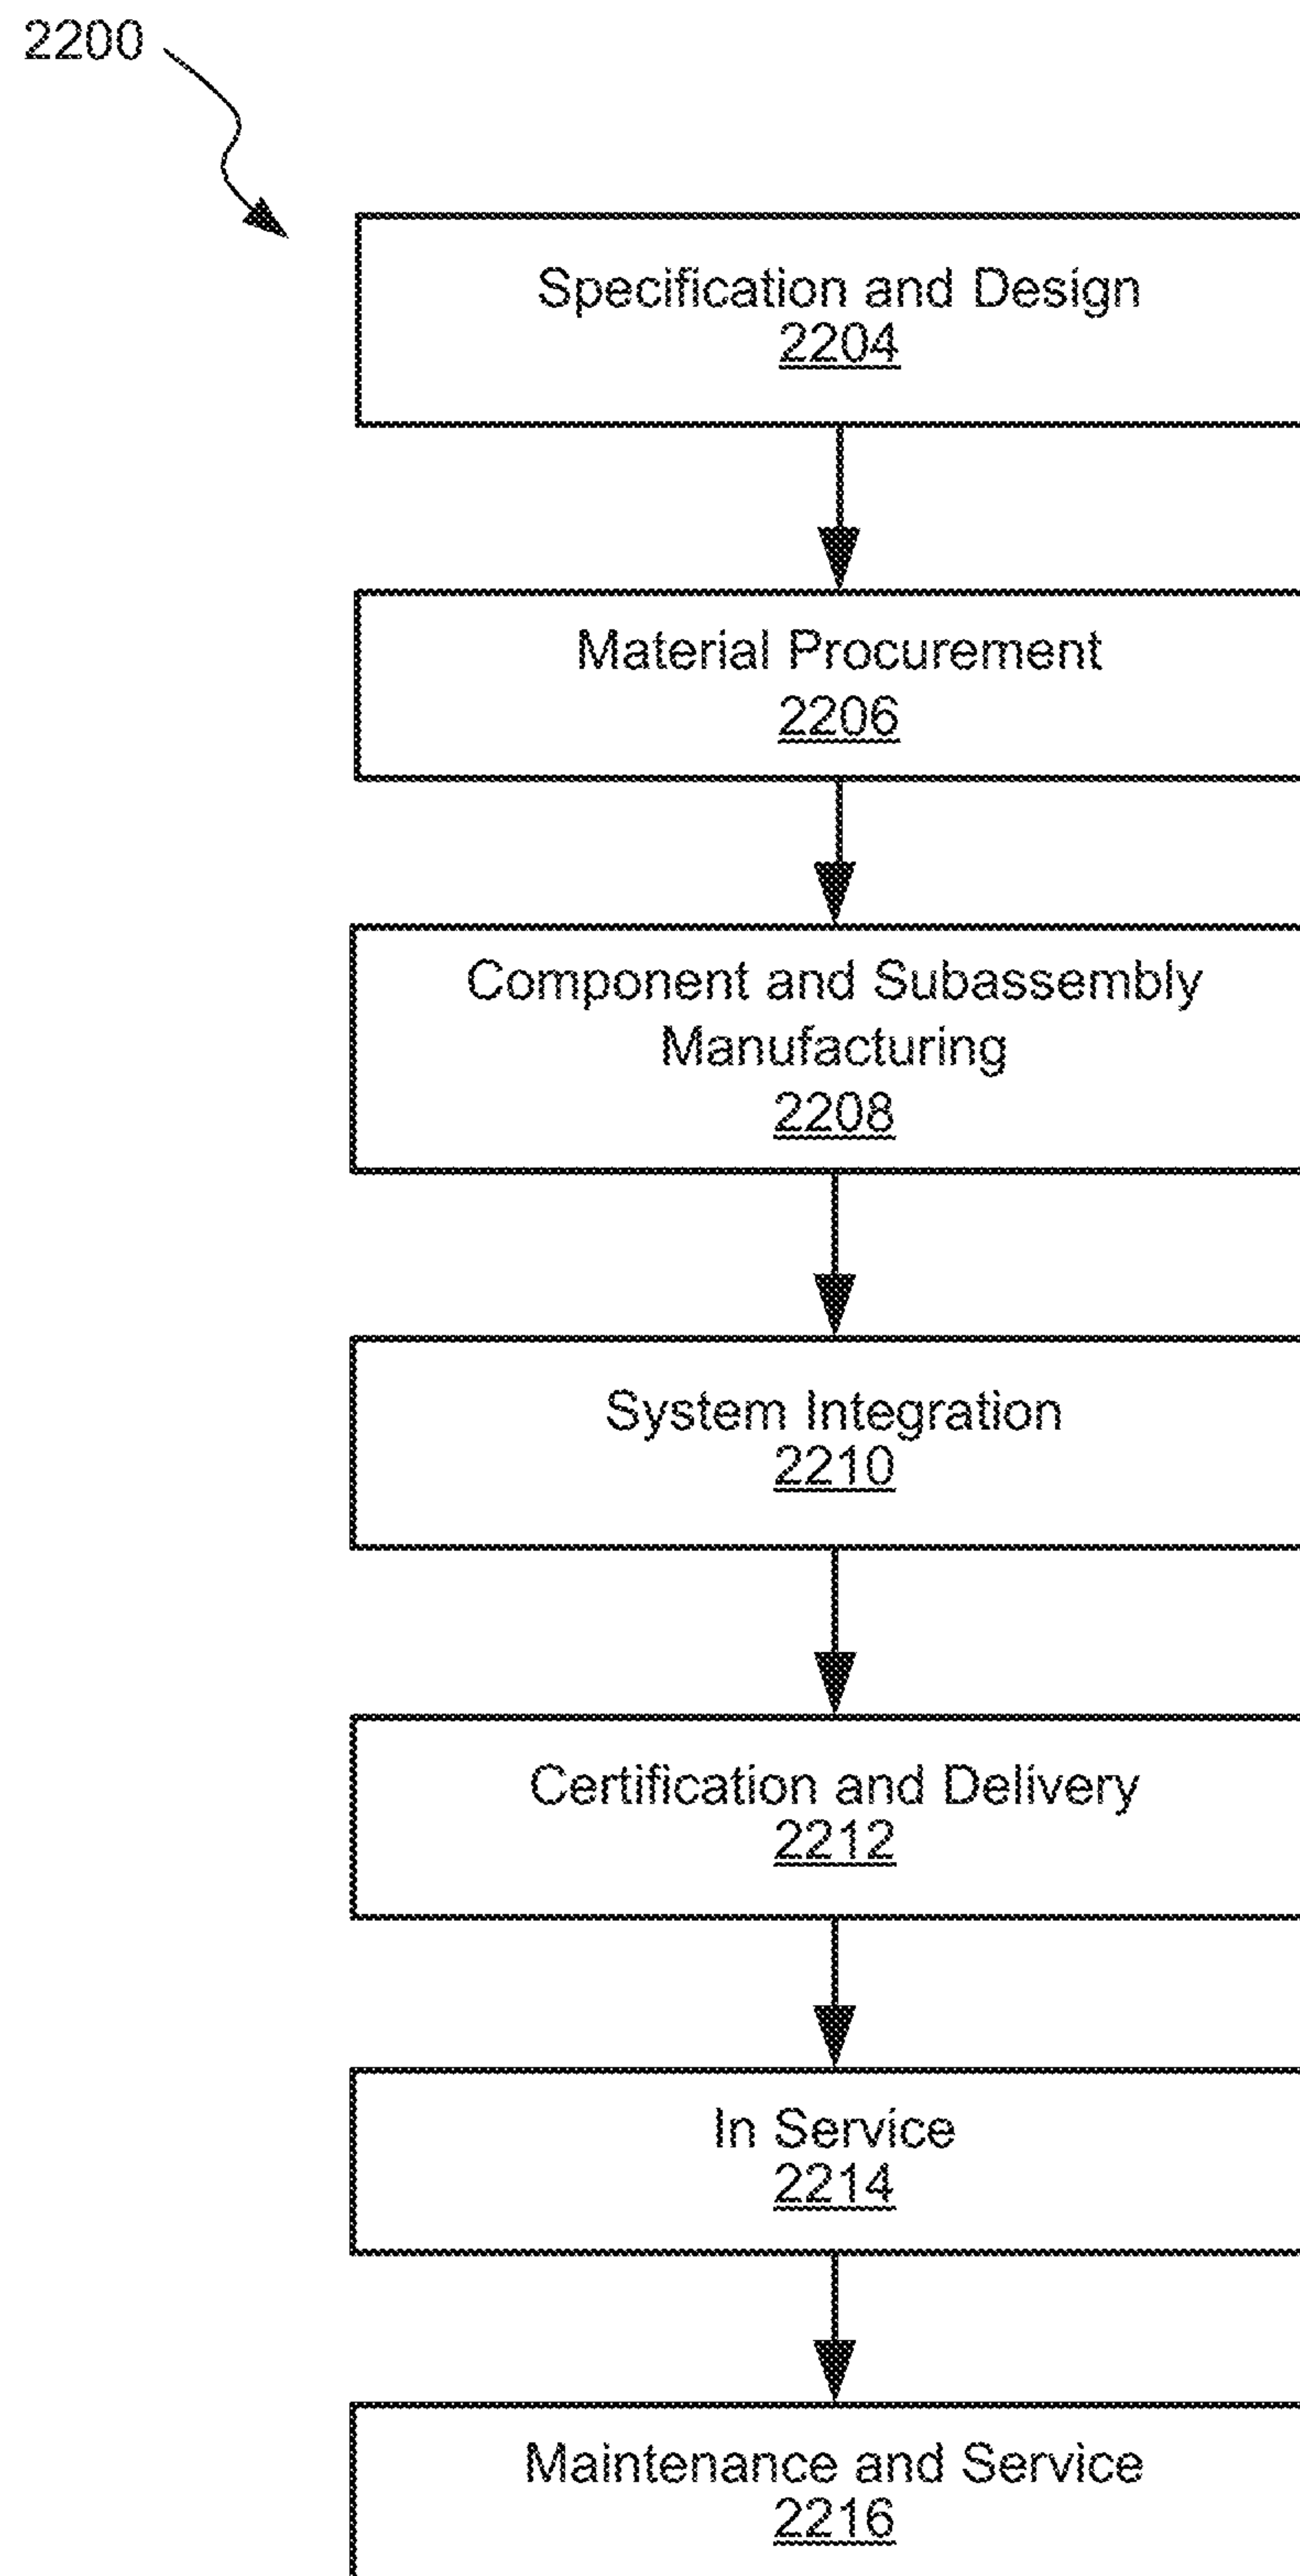 2200
Specification and Design
2204
Material Procurement
2206
Component and Subassembly
Manufacturing
2208
System Integration
2210
Certification and Delivery
2212
In Service
2214
Maintenance and Service
2216